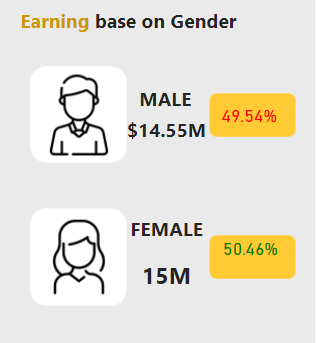 Earning base on Gender
MALE
$14.55M
49.54%
FEMALE
15M
50.46%